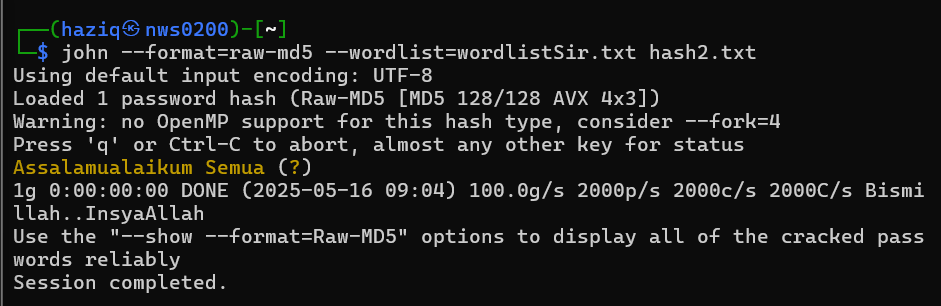 ┌──(haziq㉿nws0200)-[~]
└─$ john --format=raw-md5 --wordlist=wordlistSir.txt hash2.txt
Using default input encoding: UTF-8
Loaded 1 password hash (Raw-MD5 [MD5 128/128 AVX 4x3])
Warning: no OpenMP support for this hash type, consider --fork=4
Press 'q' or Ctrl-C to abort, almost any other key for status
Assalamualaikum Semua (?)
1g 0:00:00:00 DONE (2025-05-16 09:04) 100.0g/s 2000p/s 2000c/s 2000C/s Bismi
llah..InsyaAllah
Use the "--show --format=Raw-MD5" options to display all of the cracked pass
words reliably
Session completed.